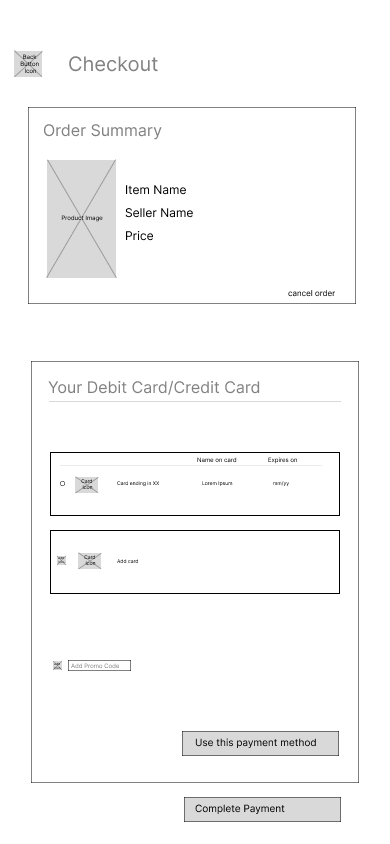 Back
Button
Icon
Checkout
Order Summary
Product Image
Item Name
Seller Name
Price
cancel order
Your Debit Card/Credit Card
Name on card Expires on
Card
Icon
Card ending in XX Lorem Ipsum mm/yy
Card
Icon
Add card
Add Promo Code
Use this payment method
Complete Payment